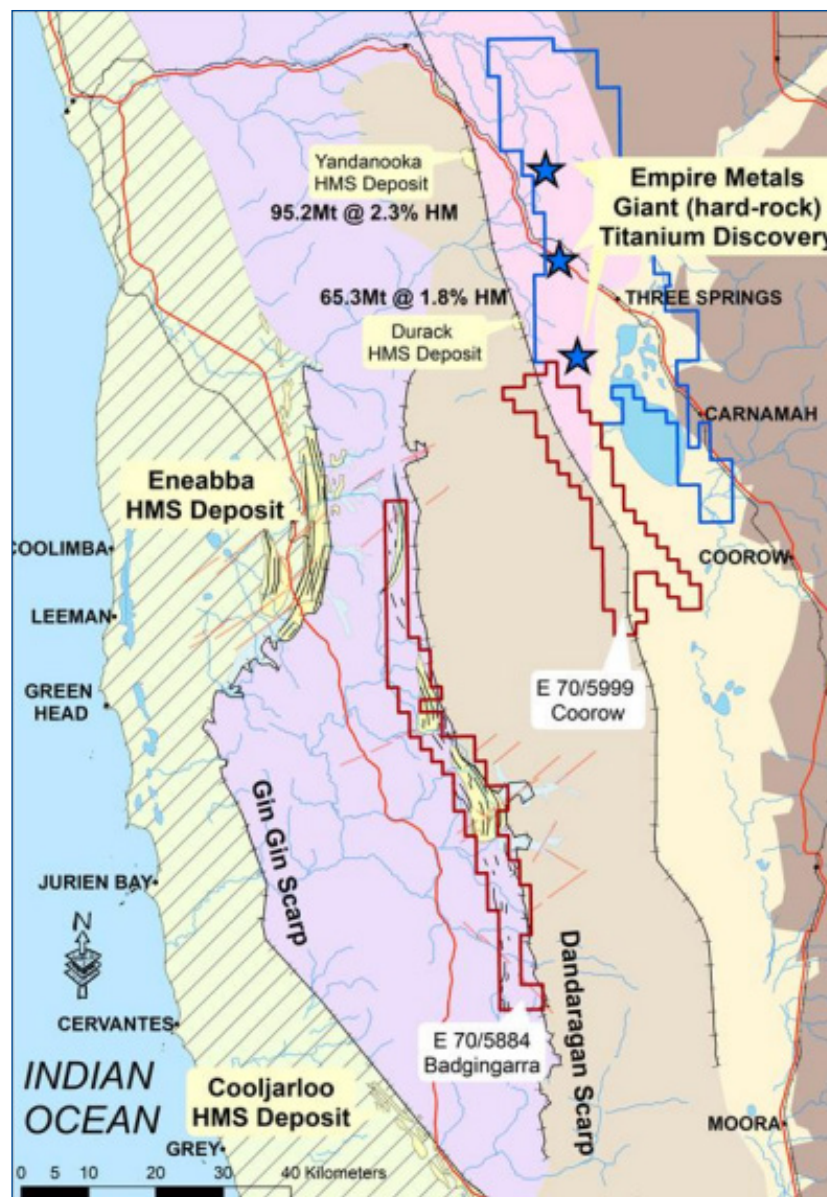 Yandanooka
HMS Deposit
95.2Mt @ 2.3% HM
Empire Metals
Giant (hard-rock)
Titanium Discovery
65.3Mt @ 1.8% HM
THREE SPRINGS
Durack
HMS Deposit
CARNAMAH
Eneabba
HMS Deposit
COOLIMBA
COOROW
LEEMAN
GREEN
HEAD
E 70/5999
Coorow
Gin Gin Scarp
JURIEN BAY
N
Dandaragan Scarp
CERVANTES
E 70/5884
Badgingarra
INDIAN
OCEAN
Cooljarloo
HMS Deposit
MOORA
GREY
0 5 10 20 30 40 Kilometers